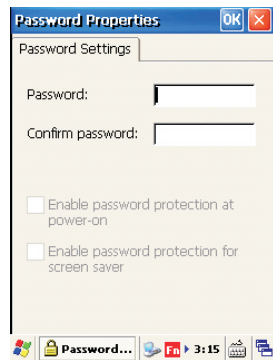 Password Properties OK
Password Settings
Password:
Confirm password:
Enable password protection at
power-on
Enable password protection for
screen saver
Password... Fn 3:15